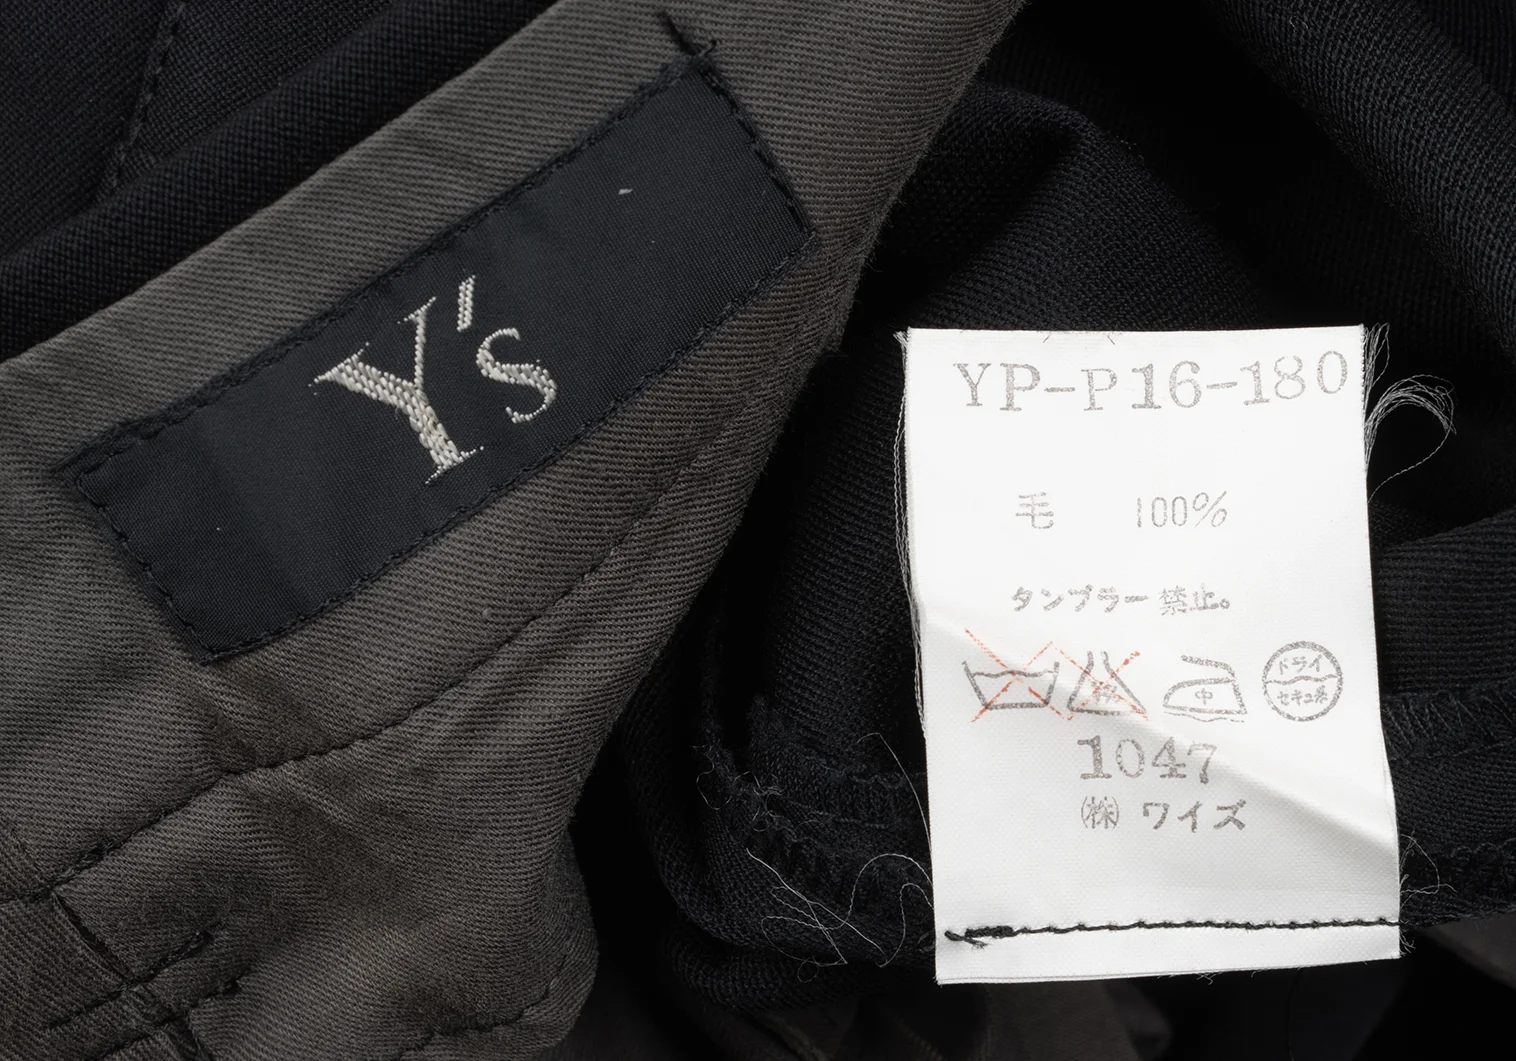 Y's
YP-P16-180
毛 100%
タンブラー禁止。
中
ドライ
セキユ系
1047
㈱ ワイズ